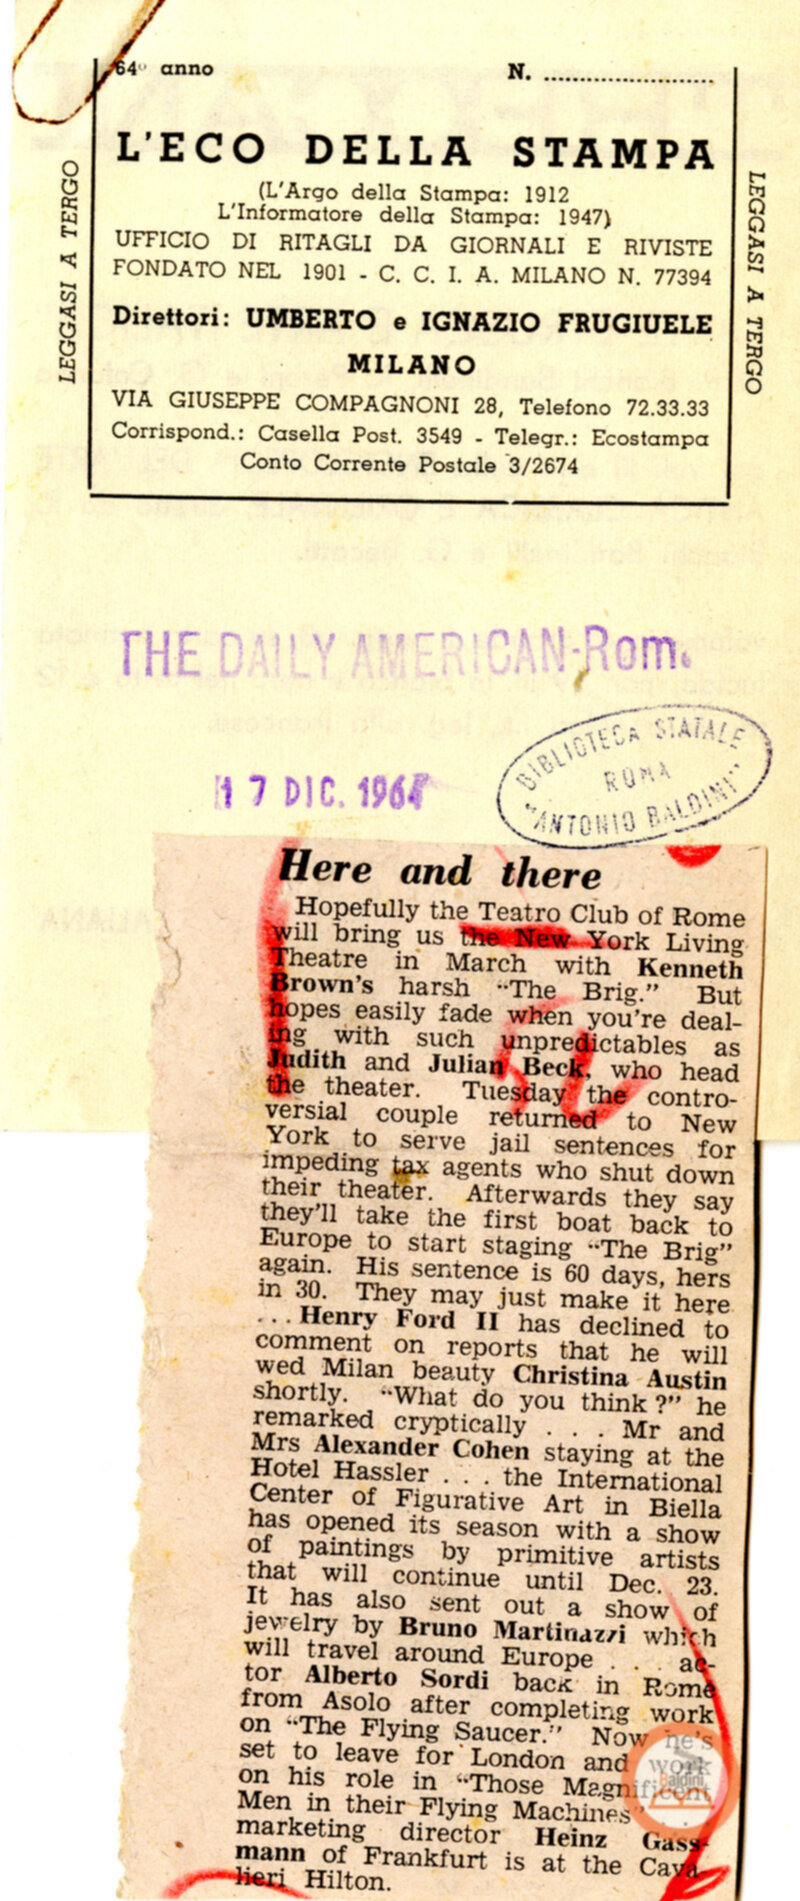 64° anno
N. ........................
L'ECO DELLA STAMPA
(L'Argo della Stampa: 1912
L'Informatore della Stampa: 1947)
UFFICIO DI RITAGLI DA GIORNALI E RIVISTE
FONDATO NEL 1901 - C. C. I. A. MILANO N. 77394
Direttori: UMBERTO e IGNAZIO FRUGIUELE
MILANO
VIA GIUSEPPE COMPAGNONI 28, Telefono 72.33.33
Corrispond.: Casella Post. 3549 - Telegr.: Ecostampa
Conto Corrente Postale 3/2674
LEGGASI A TERGO
LEGGASI A TERGO
THE DAILY AMERICAN-Rom.
17 DIC. 1964
BIBLIOTECA STATALE
ROMA
"ANTONIO BALDINI"
Here and there
Hopefully the Teatro Club of Rome
will bring us the New York Living
Theatre in March with Kenneth
Brown's harsh "The Brig." But
hopes easily fade when you're deal-
ing with such unpredictables as
Judith and Julian Beck, who head
the theater. Tuesday the contro-
versial couple returned to New
York to serve jail sentences for
impeding tax agents who shut down
their theater. Afterwards they say
they'll take the first boat back to
Europe to start staging "The Brig"
again. His sentence is 60 days, hers
in 30. They may just make it here
... Henry Ford II has declined to
comment on reports that he will
wed Milan beauty Christina Austin
shortly. "What do you think ?" he
remarked cryptically . . . Mr and
Mrs Alexander Cohen staying at the
Hotel Hassler . . . the International
Center of Figurative Art in Biella
has opened its season with a show
of paintings by primitive artists
that will continue until Dec. 23.
It has also sent out a show of
jewelry by Bruno Martinazzi which
will travel around Europe . . . ac-
tor Alberto Sordi back in Rome
from Asolo after completing work
on "The Flying Saucer." Now he's
set to leave for London and work
on his role in "Those Magnificent
Men in their Flying Machines" . . .
marketing director Heinz Gass-
mann of Frankfurt is at the Cava-
lieri Hilton.
Baldini